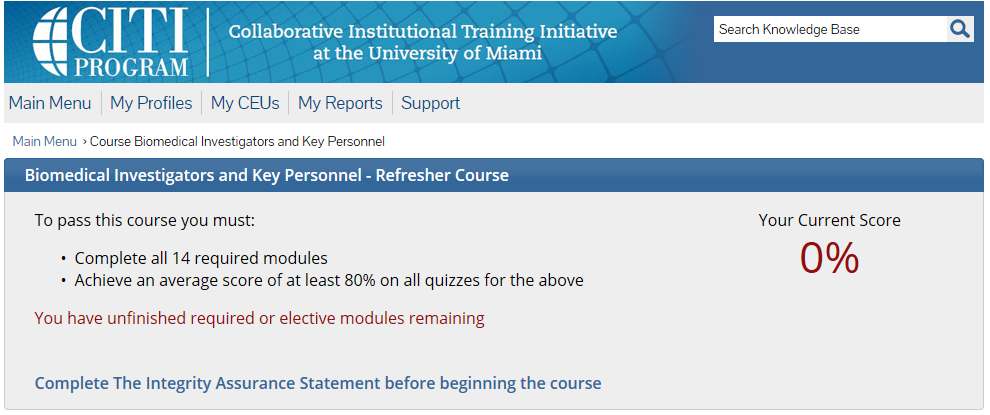 CITI
PROGRAM
Collaborative Institutional Training Initiative
at the University of Miami
Search Knowledge Base
Main Menu My Profiles My CEUs My Reports Support
Main Menu › Course Biomedical Investigators and Key Personnel
Biomedical Investigators and Key Personnel - Refresher Course
To pass this course you must:
Your Current Score
0%
• Complete all 14 required modules
• Achieve an average score of at least 80% on all quizzes for the above
You have unfinished required or elective modules remaining
Complete The Integrity Assurance Statement before beginning the course